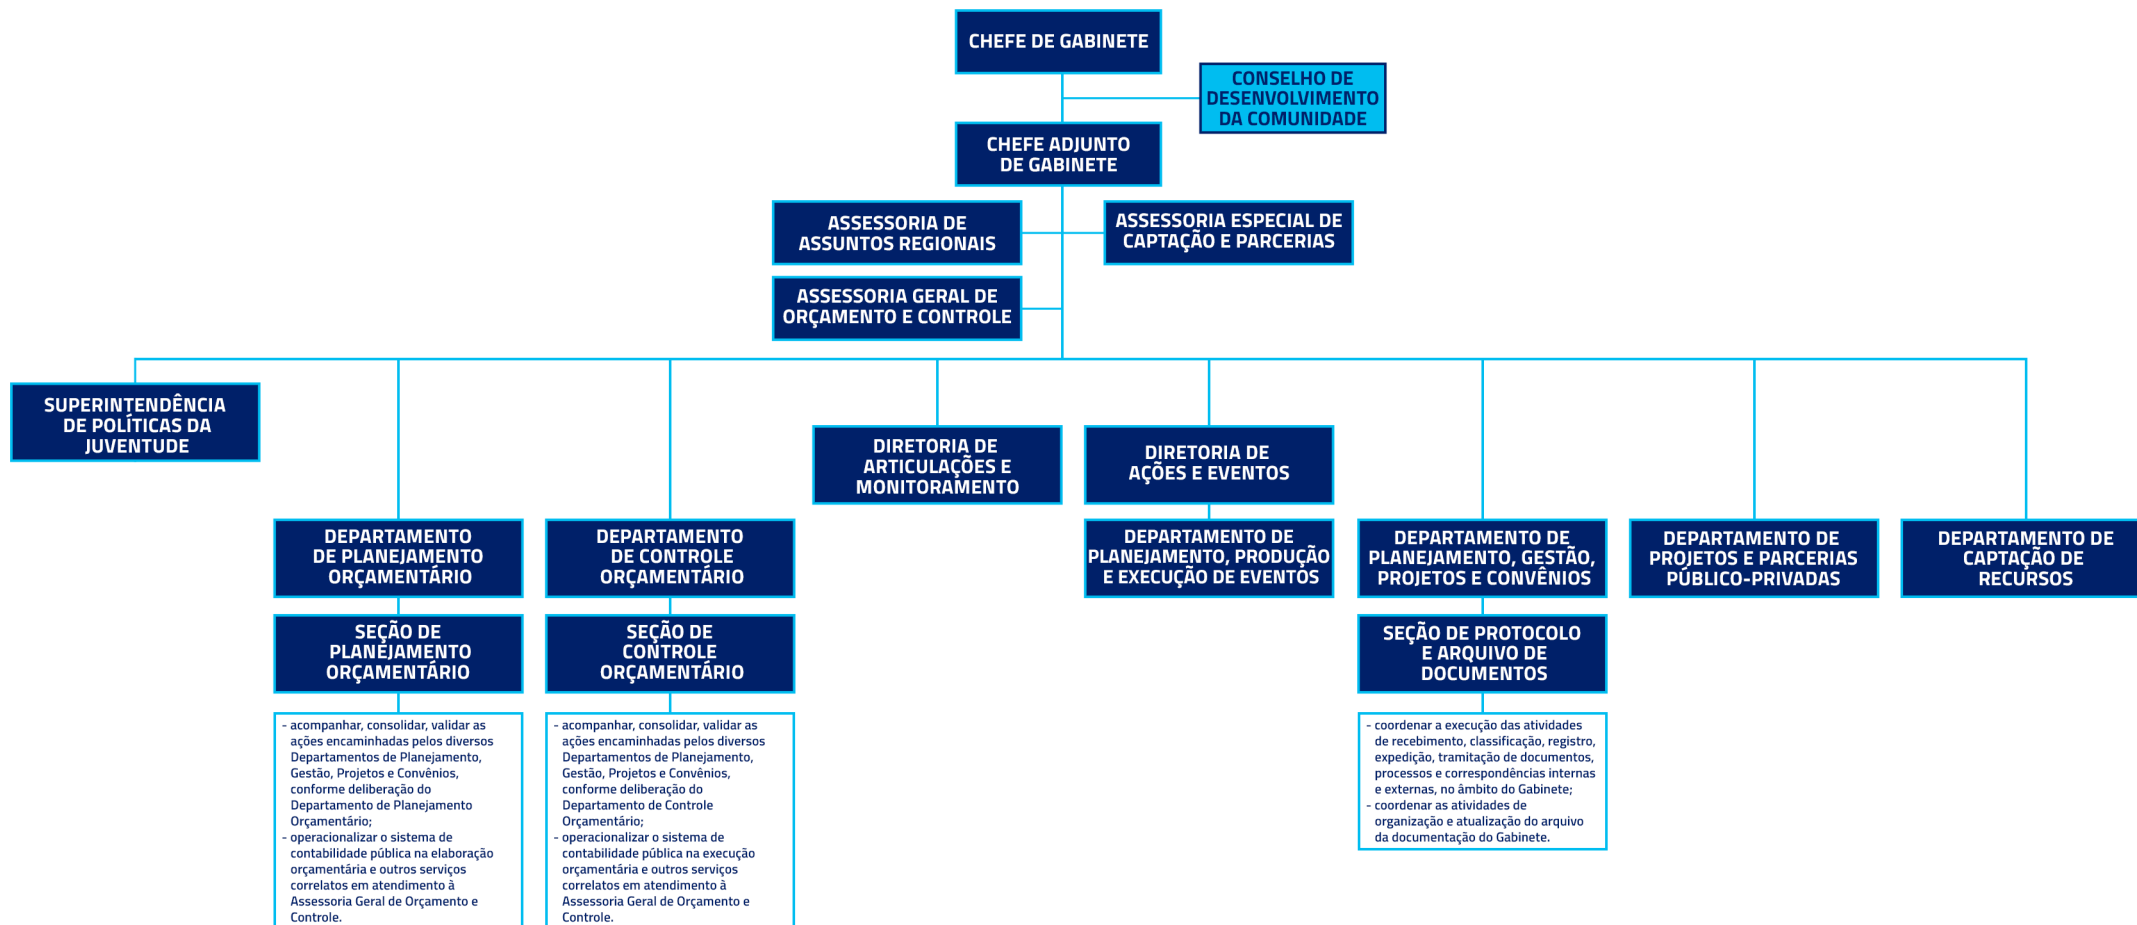 CHEFE DE GABINETE
CONSELHO DE
DESENVOLVIMENTO
DA COMUNIDADE
CHEFE ADJUNTO
DE GABINETE
ASSESSORIA DE
ASSUNTOS REGIONAIS
ASSESSORIA ESPECIAL DE
CAPTAÇÃO E PARCERIAS
ASSESSORIA GERAL DE
ORÇAMENTO E CONTROLE
SUPERINTENDÊNCIA
DE POLÍTICAS DA
JUVENTUDE
DIRETORIA DE
ARTICULAÇÕES E
MONITORAMENTO
DIRETORIA DE
AÇÕES E EVENTOS
DEPARTAMENTO
DE PLANEJAMENTO
ORÇAMENTÁRIO
DEPARTAMENTO
DE CONTROLE
ORÇAMENTÁRIO
DEPARTAMENTO DE
PLANEJAMENTO, PRODUÇÃO
E EXECUÇÃO DE EVENTOS
DEPARTAMENTO DE
PLANEJAMENTO, GESTÃO,
PROJETOS E CONVÊNIOS
DEPARTAMENTO DE
PROJETOS E PARCERIAS
PÚBLICO-PRIVADAS
DEPARTAMENTO DE
CAPTAÇÃO DE
RECURSOS
SEÇÃO DE
PLANEJAMENTO
ORÇAMENTÁRIO
SEÇÃO DE
CONTROLE
ORÇAMENTÁRIO
SEÇÃO DE PROTOCOLO
E ARQUIVO DE
DOCUMENTOS
- acompanhar, consolidar, validar as
ações encaminhadas pelos diversos
Departamentos de Planejamento,
Gestão, Projetos e Convênios,
conforme deliberação do
Departamento de Planejamento
Orçamentário;
- operacionalizar o sistema de
contabilidade pública na elaboração
orçamentária e outros serviços
correlatos em atendimento à
Assessoria Geral de Orçamento e
Controle.
- acompanhar, consolidar, validar as
ações encaminhadas pelos diversos
Departamentos de Planejamento,
Gestão, Projetos e Convênios,
conforme deliberação do
Departamento de Controle
Orçamentário;
- operacionalizar o sistema de
contabilidade pública na execução
orçamentária e outros serviços
correlatos em atendimento à
Assessoria Geral de Orçamento e
Controle.
- coordenar a execução das atividades
de recebimento, classificação, registro,
expedição, tramitação de documentos,
processos e correspondências internas
e externas, no âmbito do Gabinete;
- coordenar as atividades de
organização e atualização do arquivo
da documentação do Gabinete.